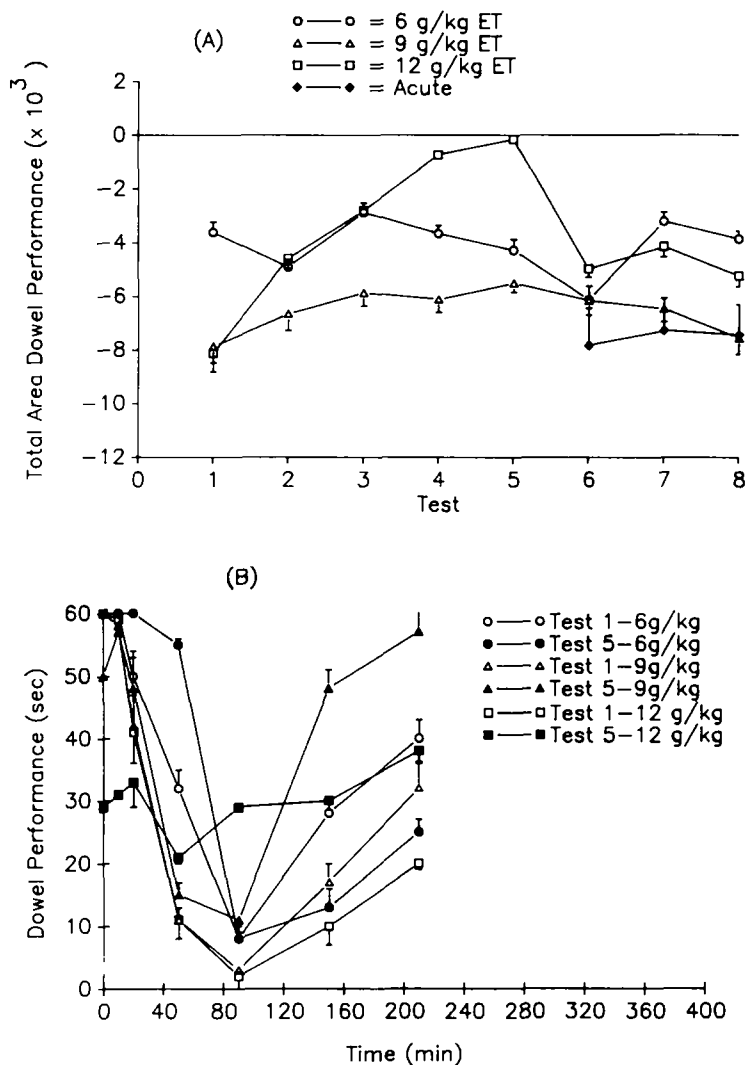 (A)
= 6 g/kg ET
= 9 g/kg ET
= 12 g/kg ET
= Acute
Total Area Dowel Performance (x 10³)
2
0
−2
−4
−6
−8
−10
−12
0 1 2 3 4 5 6 7 8
Test
(B)
Test 1−6g/kg
Test 5−6g/kg
Test 1−9g/kg
Test 5−9g/kg
Test 1−12 g/kg
Test 5−12 g/kg
Dowel Performance (sec)
60
50
40
30
20
10
0
0 40 80 120 160 200 240 280 320 360 400
Time (min)